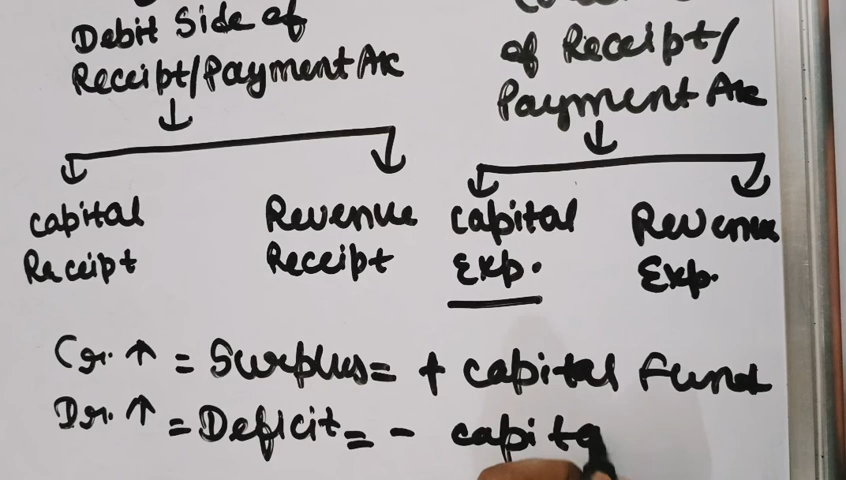 Debit Side of
Receipt/Payment A/c
of Receipt/
Payment A/c
Capital
Receipt
Revenue
Receipt
Capital
Exp.
Revenue
Exp.
Cr. ↑ = Surplus = + Capital Fund
Dr. ↑ = Deficit = - capita